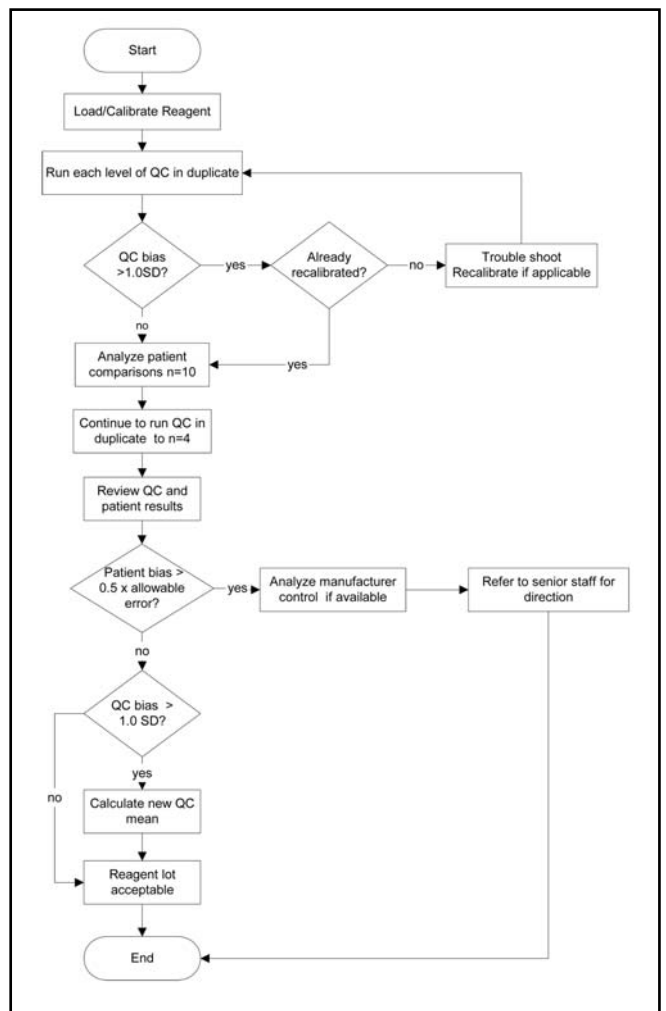 Start
Load/Calibrate Reagent
Run each level of QC in duplicate
QC bias
>1.0SD?
yes
Already
recalibrated?
no
Trouble shoot
Recalibrate if applicable
no
yes
Analyze patient
comparisons n=10
Continue to run QC in
duplicate to n=4
Review QC and
patient results
Patient bias >
0.5 x allowable
error?
yes
Analyze manufacturer
control if available
Refer to senior staff for
direction
no
QC bias >
1.0 SD?
yes
no
Calculate new QC
mean
Reagent lot
acceptable
End